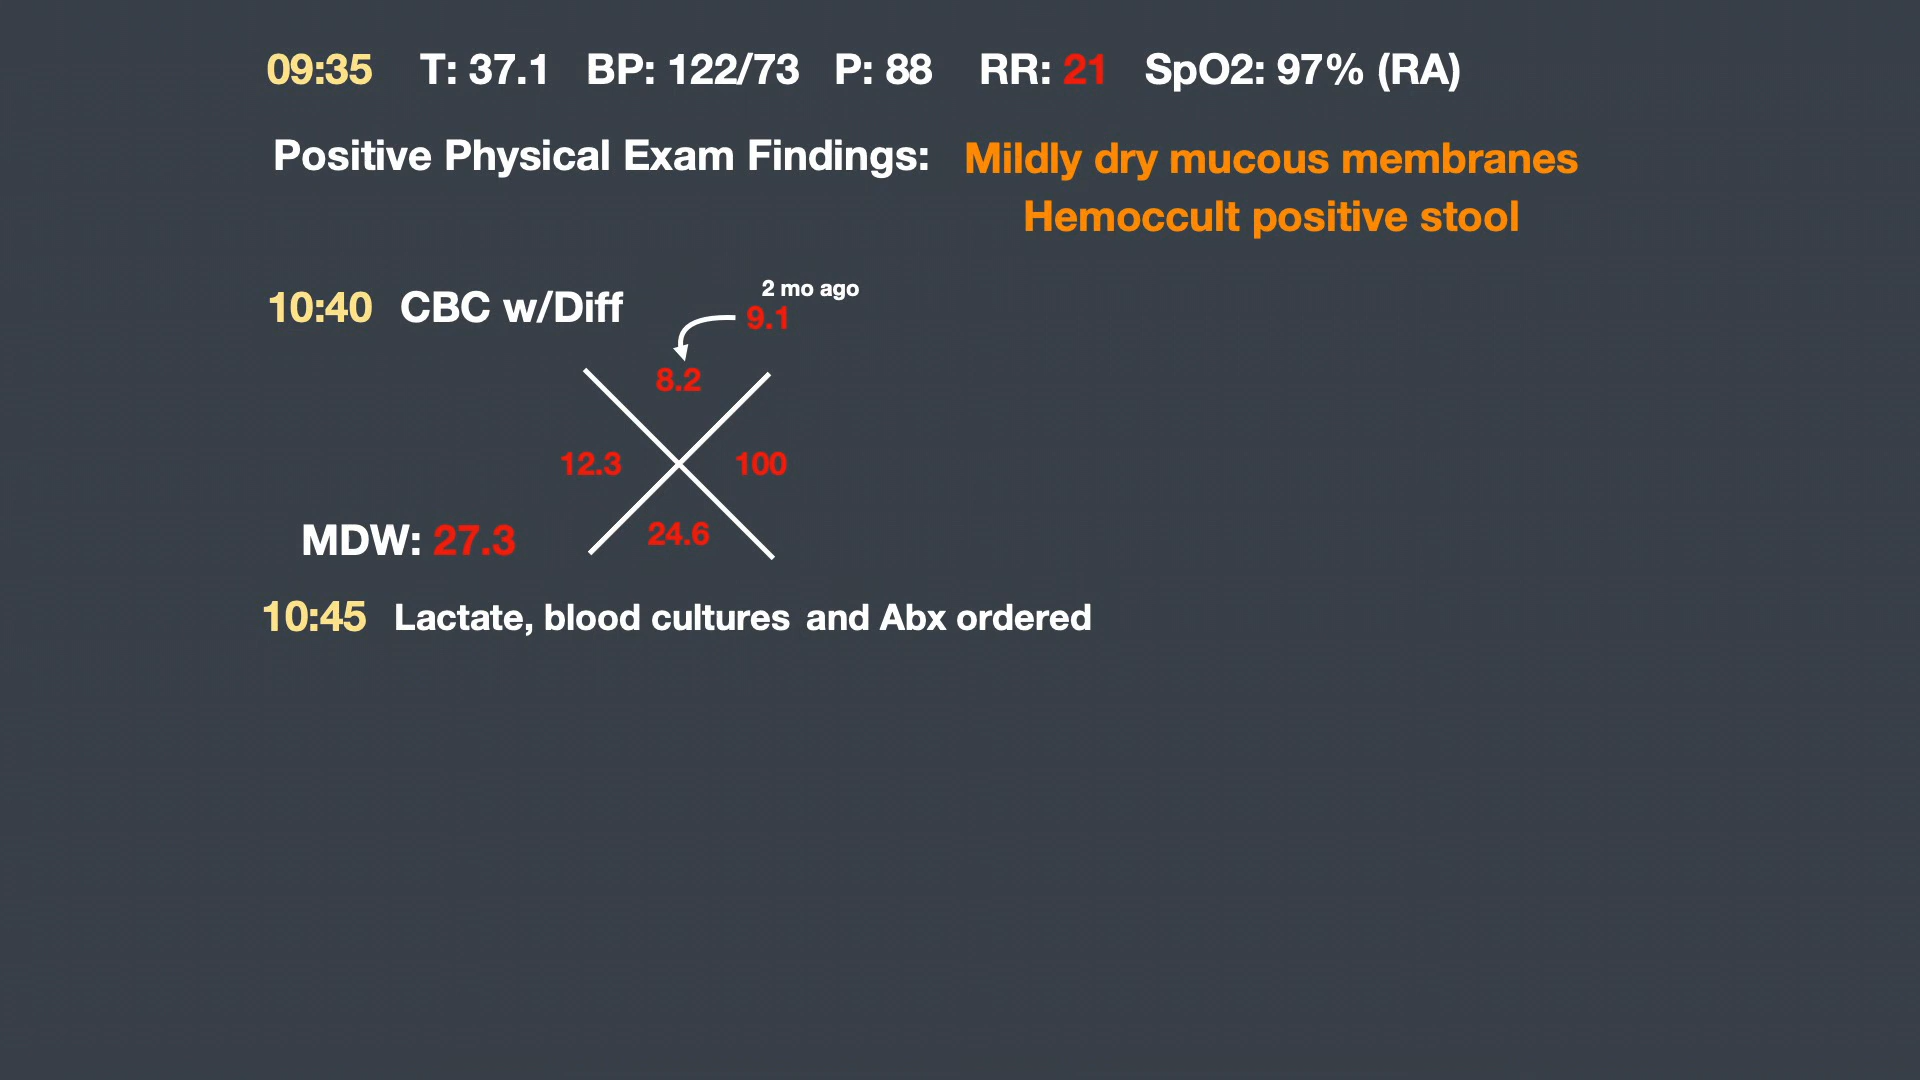 09:35 T: 37.1 BP: 122/73 P: 88 RR: 21 SpO2: 97% (RA)
Positive Physical Exam Findings: Mildly dry mucous membranes
Hemoccult positive stool
2 mo ago
10:40 CBC w/Diff 9.1
8.2
12.3 100
24.6
MDW: 27.3
10:45 Lactate, blood cultures and Abx ordered